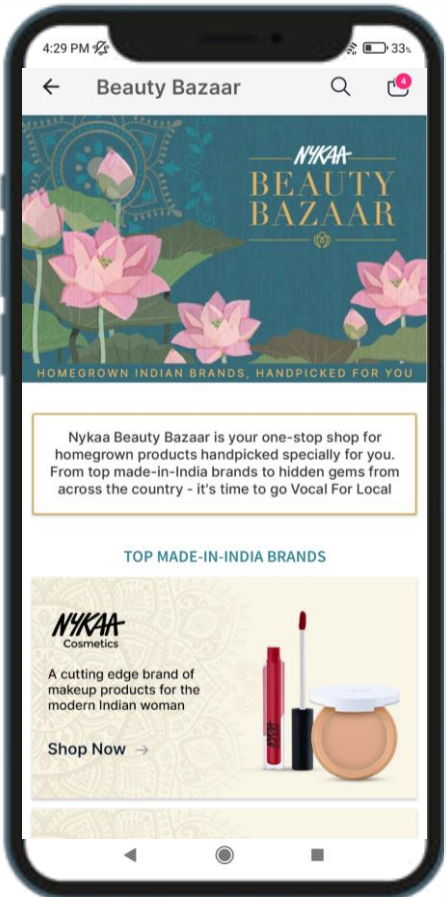 4:29 PM
33%
Beauty Bazaar
4
NYKAA
BEAUTY
BAZAAR
HOMEGROWN INDIAN BRANDS, HANDPICKED FOR YOU
Nykaa Beauty Bazaar is your one-stop shop for
homegrown products handpicked specially for you.
From top made-in-India brands to hidden gems from
across the country - it's time to go Vocal For Local
TOP MADE-IN-INDIA BRANDS
NYKAA
Cosmetics
A cutting edge brand of
makeup products for the
modern Indian woman
Shop Now →
NYKAA